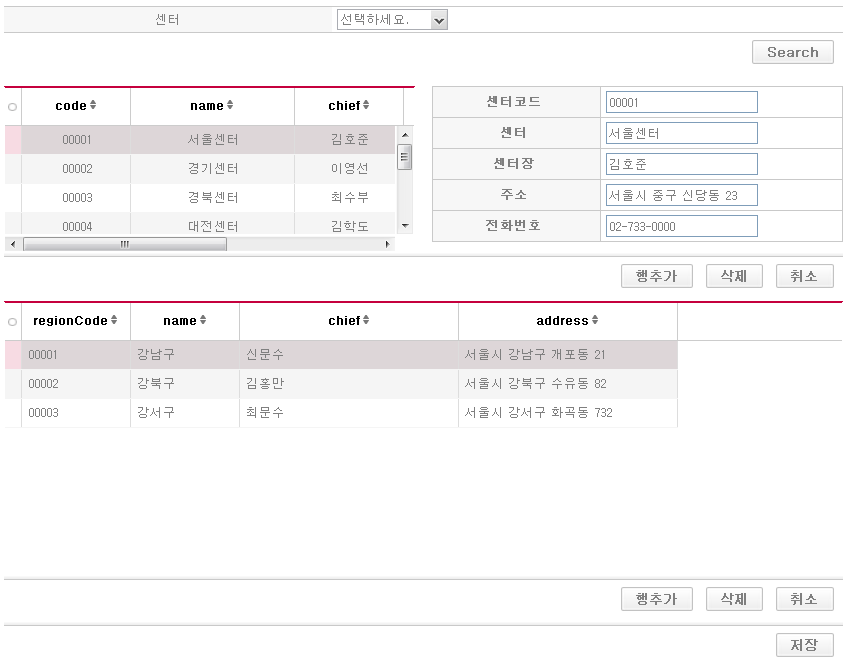 센터 선택하세요.
Search
code name chief
00001 서울센터 김호준
00002 경기센터 이영선
00003 경북센터 최수부
00004 대전센터 김학도
센터코드 00001
센터 서울센터
센터장 김호준
주소 서울시 중구 신당동 23
전화번호 02-733-0000
행추가 삭제 취소
regionCode name chief address
00001 강남구 신문수 서울시 강남구 개포동 21
00002 강북구 김홍만 서울시 강북구 수유동 82
00003 강서구 최문수 서울시 강서구 화곡동 732
행추가 삭제 취소
저장